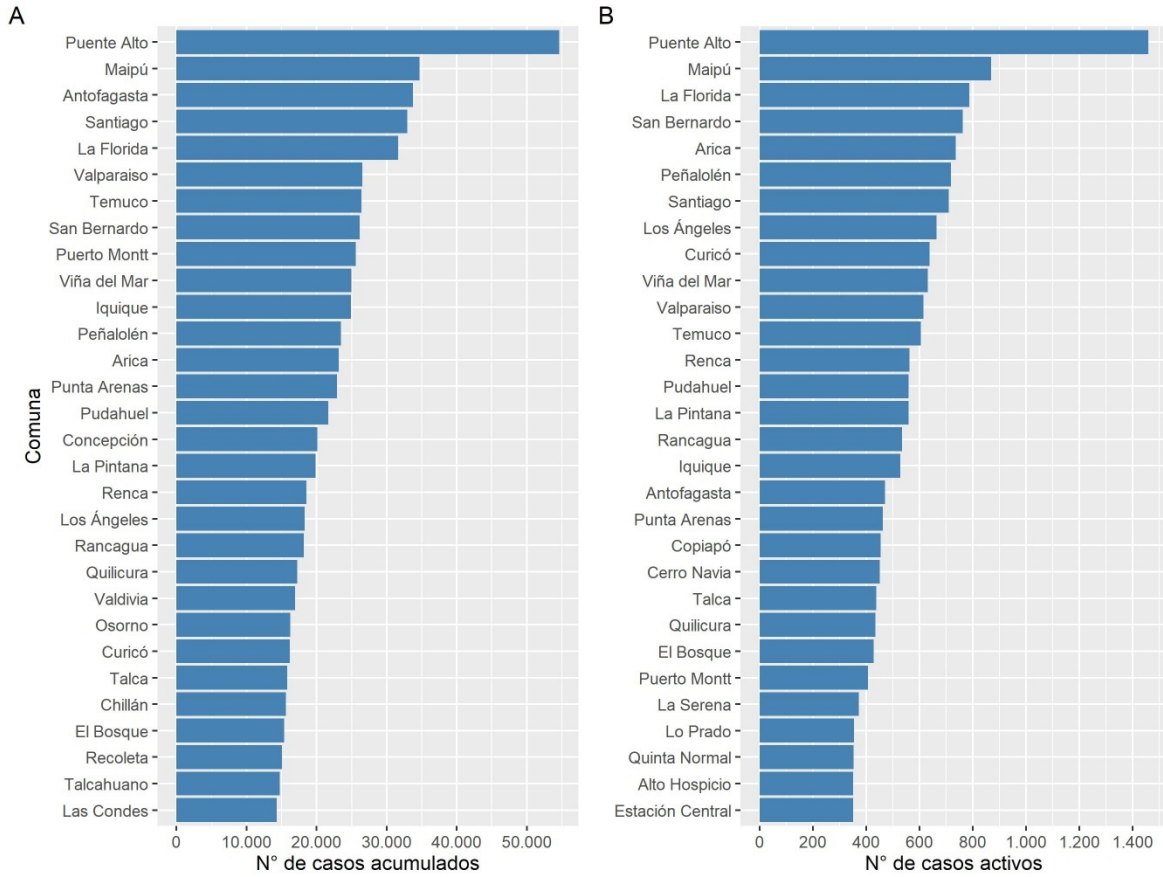 A
Puente Alto
Maipú
Antofagasta
Santiago
La Florida
Valparaiso
Temuco
San Bernardo
Puerto Montt
Viña del Mar
Iquique
Peñalolén
Arica
Punta Arenas
Pudahuel
Concepción
La Pintana
Renca
Los Ángeles
Rancagua
Quilicura
Valdivia
Osorno
Curicó
Talca
Chillán
El Bosque
Recoleta
Talcahuano
Las Condes
Comuna
0 10.000 20.000 30.000 40.000 50.000
N° de casos acumulados
B
Puente Alto
Maipú
La Florida
San Bernardo
Arica
Peñalolén
Santiago
Los Ángeles
Curicó
Viña del Mar
Valparaiso
Temuco
Renca
Pudahuel
La Pintana
Rancagua
Iquique
Antofagasta
Punta Arenas
Copiapó
Cerro Navia
Talca
Quilicura
El Bosque
Puerto Montt
La Serena
Lo Prado
Quinta Normal
Alto Hospicio
Estación Central
0 200 400 600 800 1.000 1.200 1.400
N° de casos activos